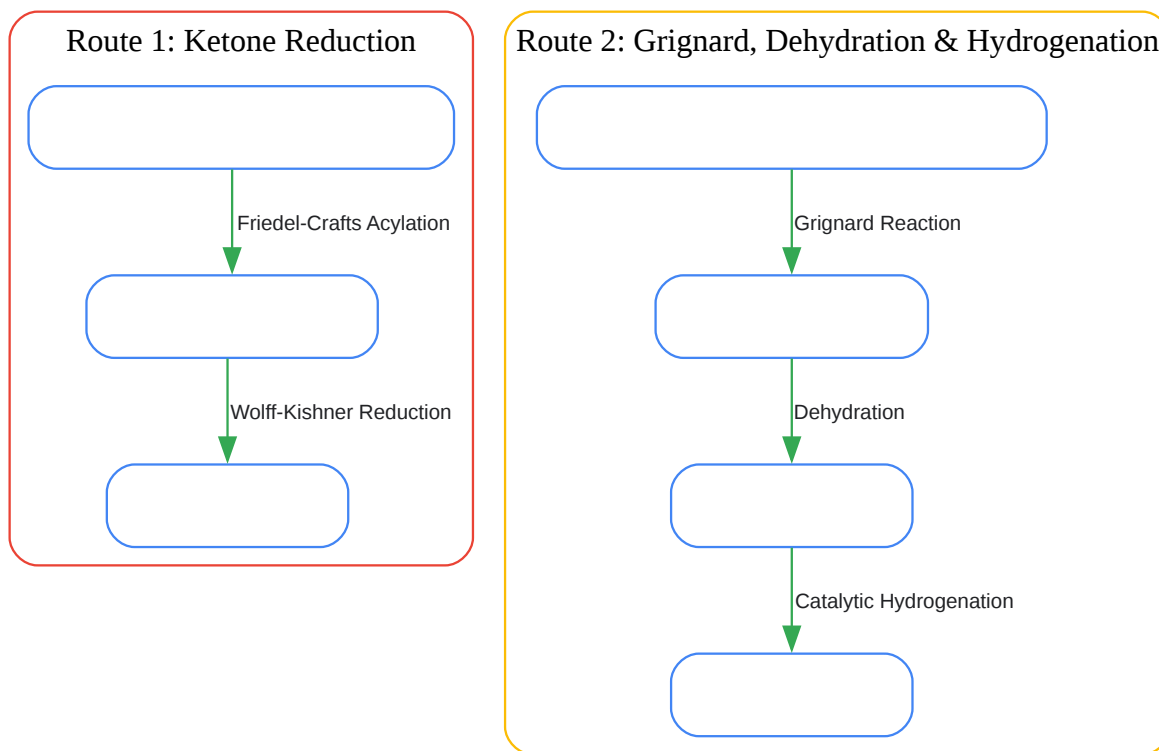 Route 1: Ketone Reduction
Friedel-Crafts Acylation
Wolff-Kishner Reduction
Route 2: Grignard, Dehydration & Hydrogenation
Grignard Reaction
Dehydration
Catalytic Hydrogenation